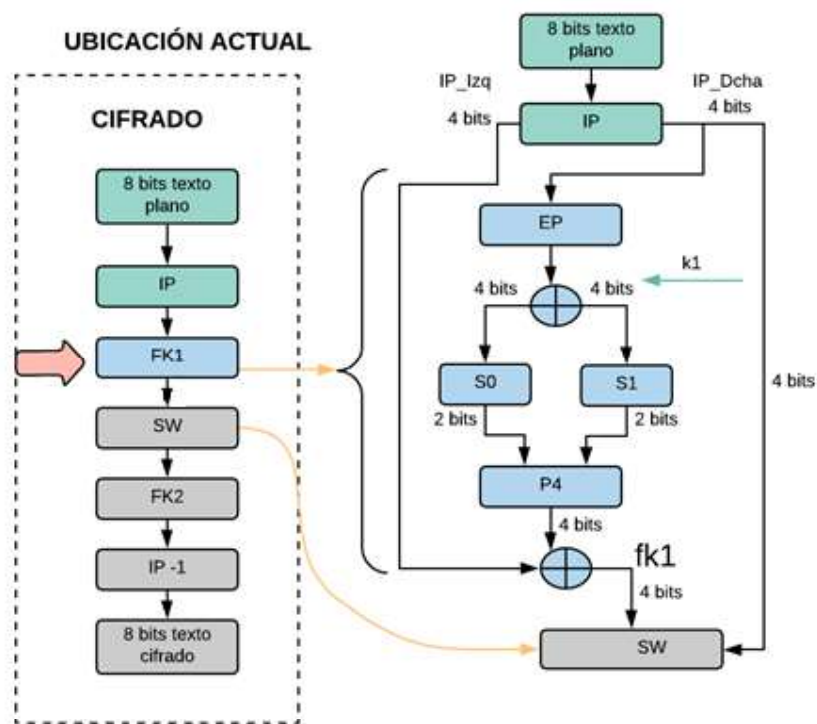 UBICACIÓN ACTUAL
CIFRADO
8 bits texto
plano
IP
FK1
SW
FK2
IP -1
8 bits texto
cifrado
8 bits texto
plano
IP_Izq
IP_Dcha
4 bits
4 bits
IP
EP
k1
4 bits
4 bits
S0
S1
4 bits
2 bits
2 bits
P4
4 bits
fk1
4 bits
SW